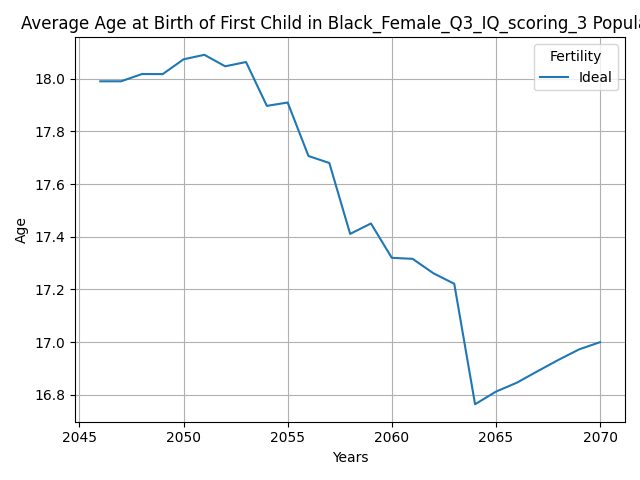 Average Age at Birth of First Child in Black_Female_Q3_IQ_scoring_3 Popula
Fertility
Ideal
18.0
17.8
17.6
17.4
17.2
17.0
16.8
Age
2045
2050
2055
2060
2065
2070
Years